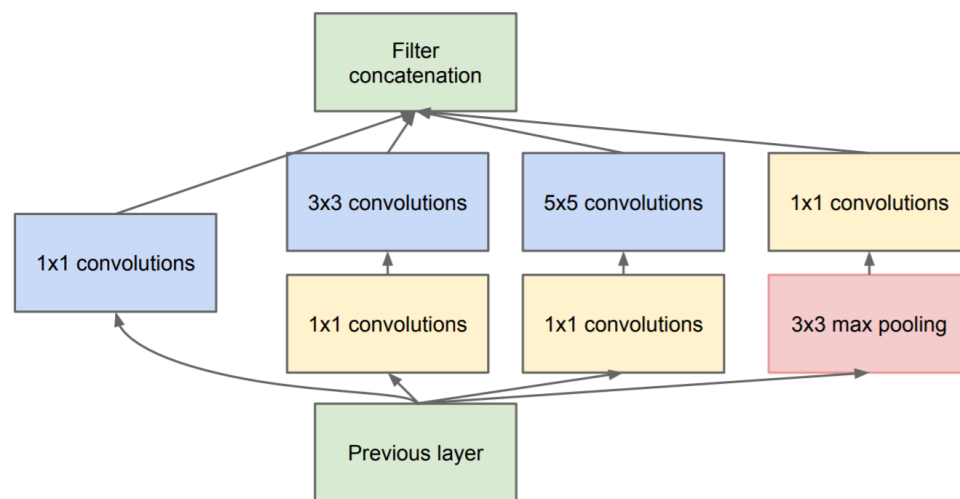 Filter
concatenation
3x3 convolutions
5x5 convolutions
1x1 convolutions
1x1 convolutions
1x1 convolutions
1x1 convolutions
3x3 max pooling
Previous layer